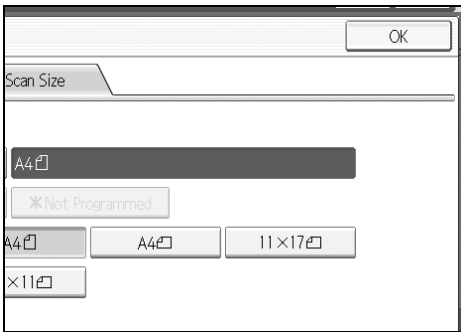 OK
Scan Size
A4
✱Not Programmed
A4 A4 11×17
×11